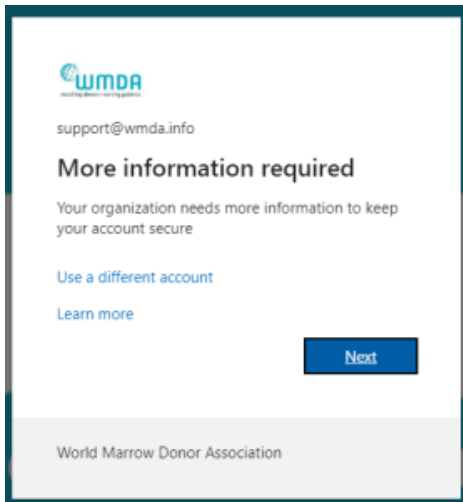 WMDA
support@wmda.info
More information required
Your organization needs more information to keep
your account secure
Use a different account
Learn more
Next
World Marrow Donor Association